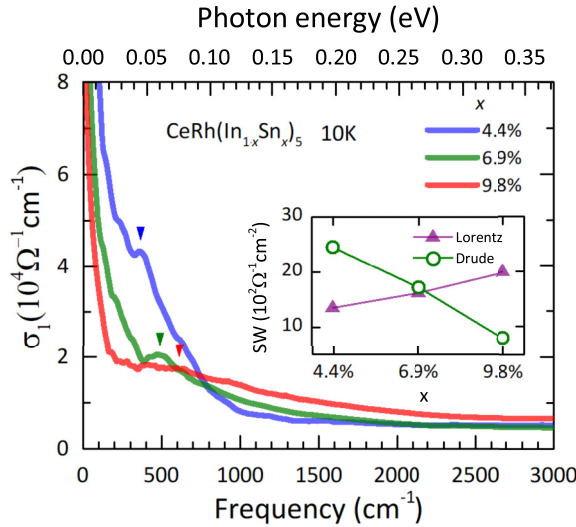 Photon energy (eV)
0.00 0.05 0.10 0.15 0.20 0.25 0.30 0.35
8
6
4
2
0
σ₁(10⁴Ω⁻¹cm⁻¹)
CeRh(In₁₋ₓSnₓ)₅ 10K
x
4.4%
6.9%
9.8%
30
20
10
SW (10²Ω⁻¹cm⁻²)
Lorentz
Drude
4.4% 6.9% 9.8%
x
0 500 1000 1500 2000 2500 3000
Frequency (cm⁻¹)